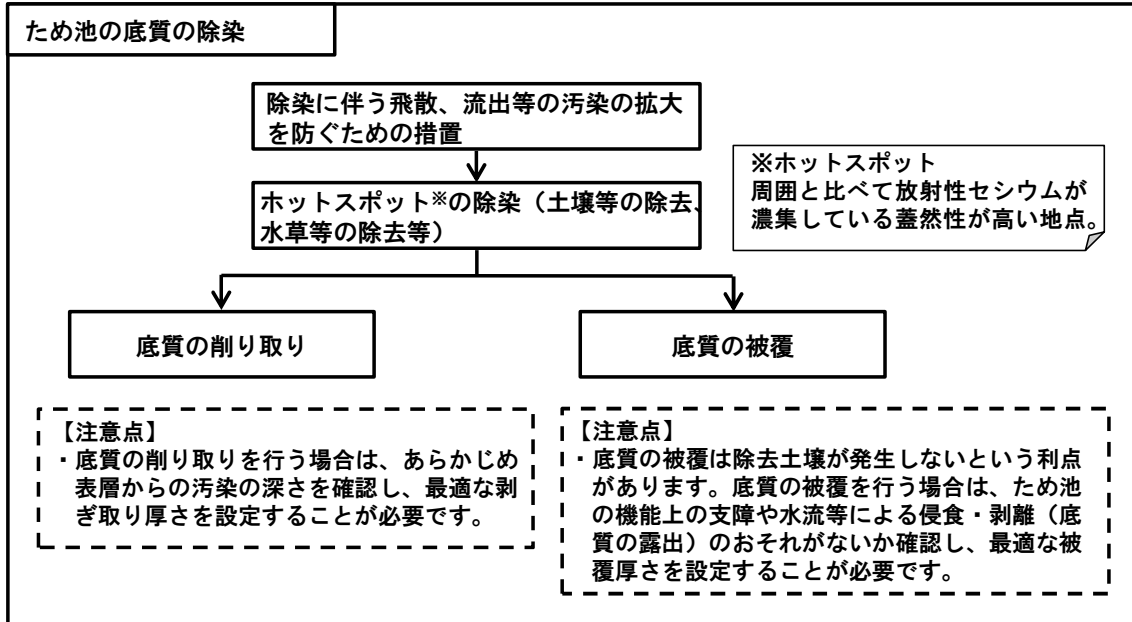 ため池の底質の除染
除染に伴う飛散、流出等の汚染の拡大
を防ぐための措置
ホットスポット※の除染（土壌等の除去、
水草等の除去等）
※ホットスポット
周囲と比べて放射性セシウムが
濃集している蓋然性が高い地点。
底質の削り取り
底質の被覆
【注意点】
・底質の削り取りを行う場合は、あらかじめ
表層からの汚染の深さを確認し、最適な剥
ぎ取り厚さを設定することが必要です。
【注意点】
・底質の被覆は除去土壌が発生しないという利点
があります。底質の被覆を行う場合は、ため池
の機能上の支障や水流等による侵食・剥離（底
質の露出）のおそれがないか確認し、最適な被
覆厚さを設定することが必要です。